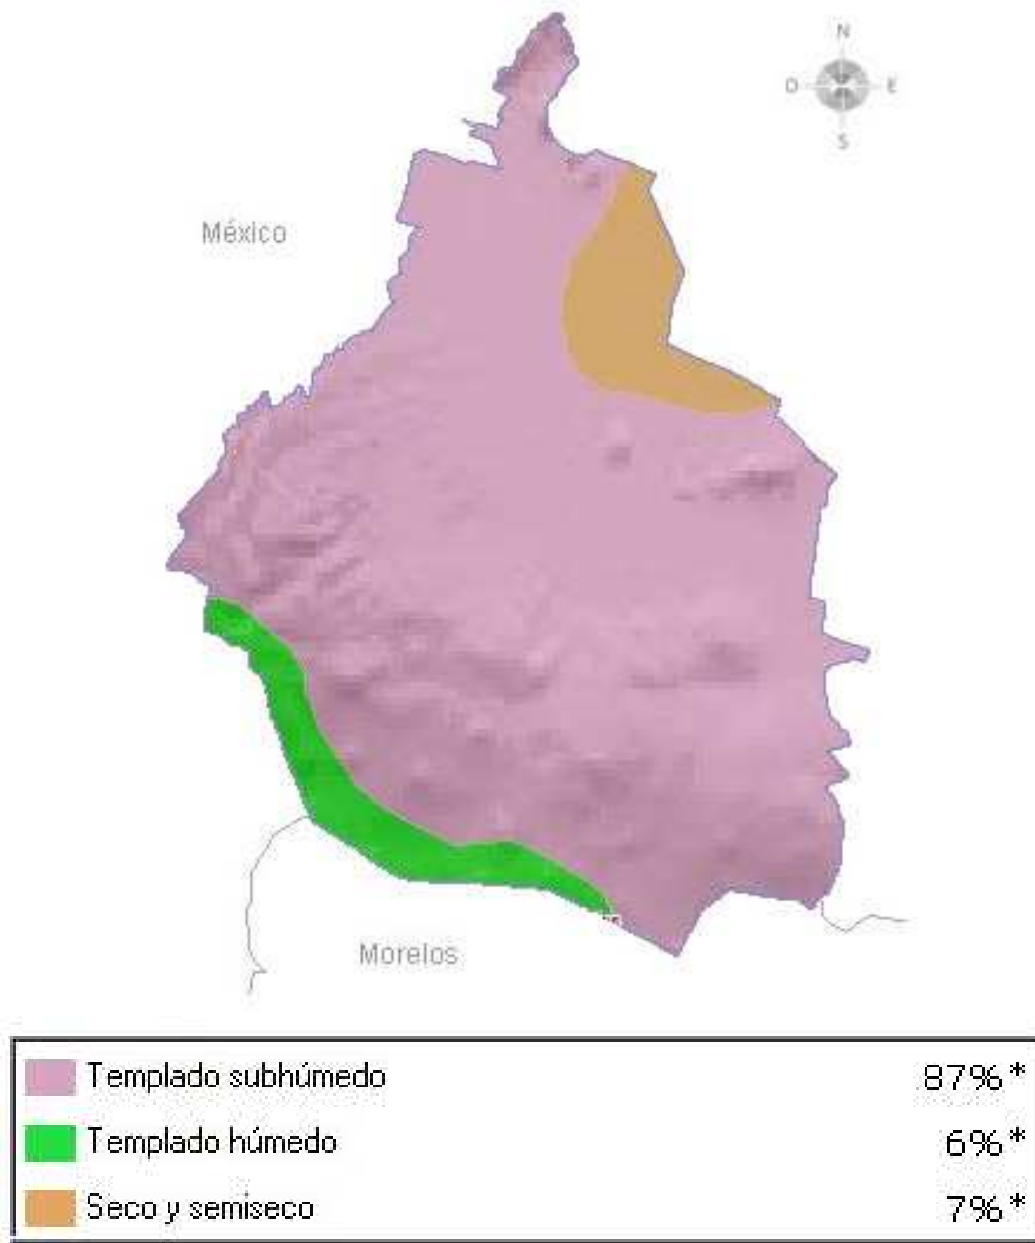 N
O E
S
México
Morelos
Templado subhúmedo 87%*
Templado húmedo 6%*
Seco y semiseco 7%*